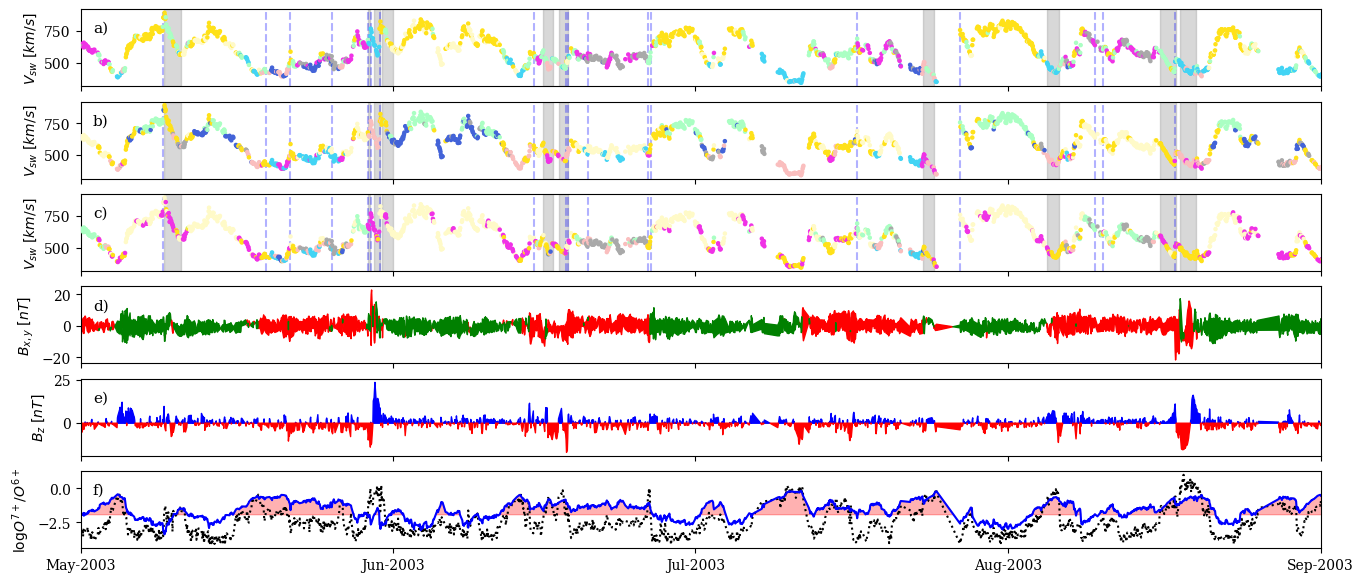 a)
V_sw [km/s]
750
500
b)
V_sw [km/s]
750
500
c)
V_sw [km/s]
750
500
d)
B_x,y [nT]
20
0
−20
e)
B_z [nT]
25
0
f)
logO^7+/O^6+
0.0
−2.5
May-2003 Jun-2003 Jul-2003 Aug-2003 Sep-2003